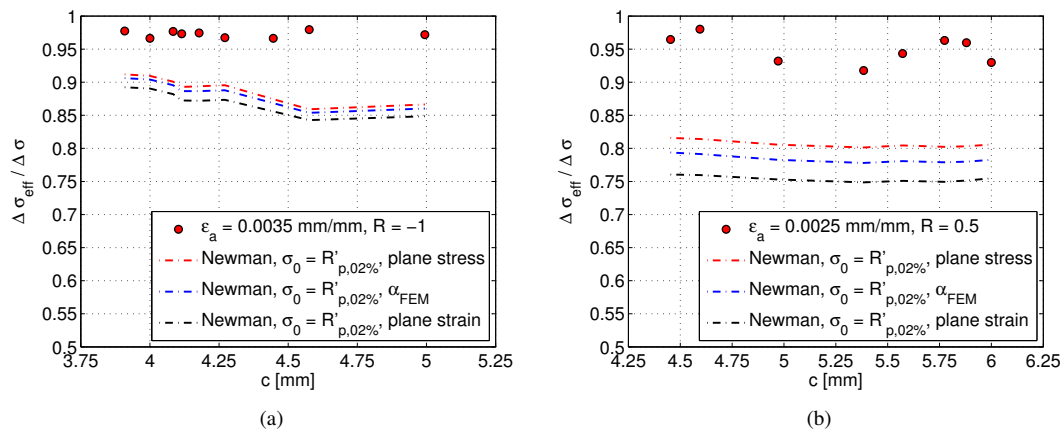 1
0.95
0.9
0.85
0.8
0.75
0.7
0.65
0.6
0.55
0.5
Δ σ_eff / Δ σ
ε_a = 0.0035 mm/mm, R = −1
Newman, σ_0 = R'_p,02%, plane stress
Newman, σ_0 = R'_p,02%, α_FEM
Newman, σ_0 = R'_p,02%, plane strain
3.75 4 4.25 4.5 4.75 5 5.25
c [mm]
(a)
1
0.95
0.9
0.85
0.8
0.75
0.7
0.65
0.6
0.55
0.5
Δ σ_eff / Δ σ
ε_a = 0.0025 mm/mm, R = 0.5
Newman, σ_0 = R'_p,02%, plane stress
Newman, σ_0 = R'_p,02%, α_FEM
Newman, σ_0 = R'_p,02%, plane strain
4.25 4.5 4.75 5 5.25 5.5 5.75 6 6.25
c [mm]
(b)